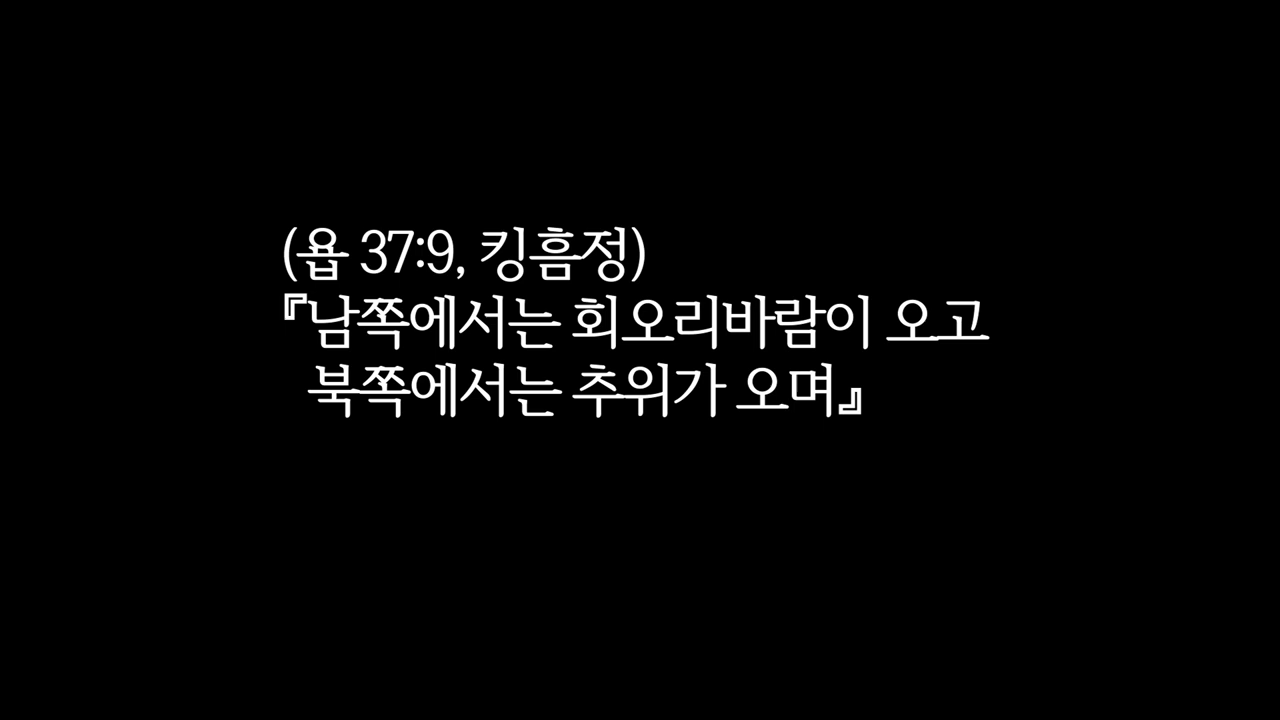 (욥 37:9, 킹흠정)
『남쪽에서는 회오리바람이 오고
북쪽에서는 추위가 오며』